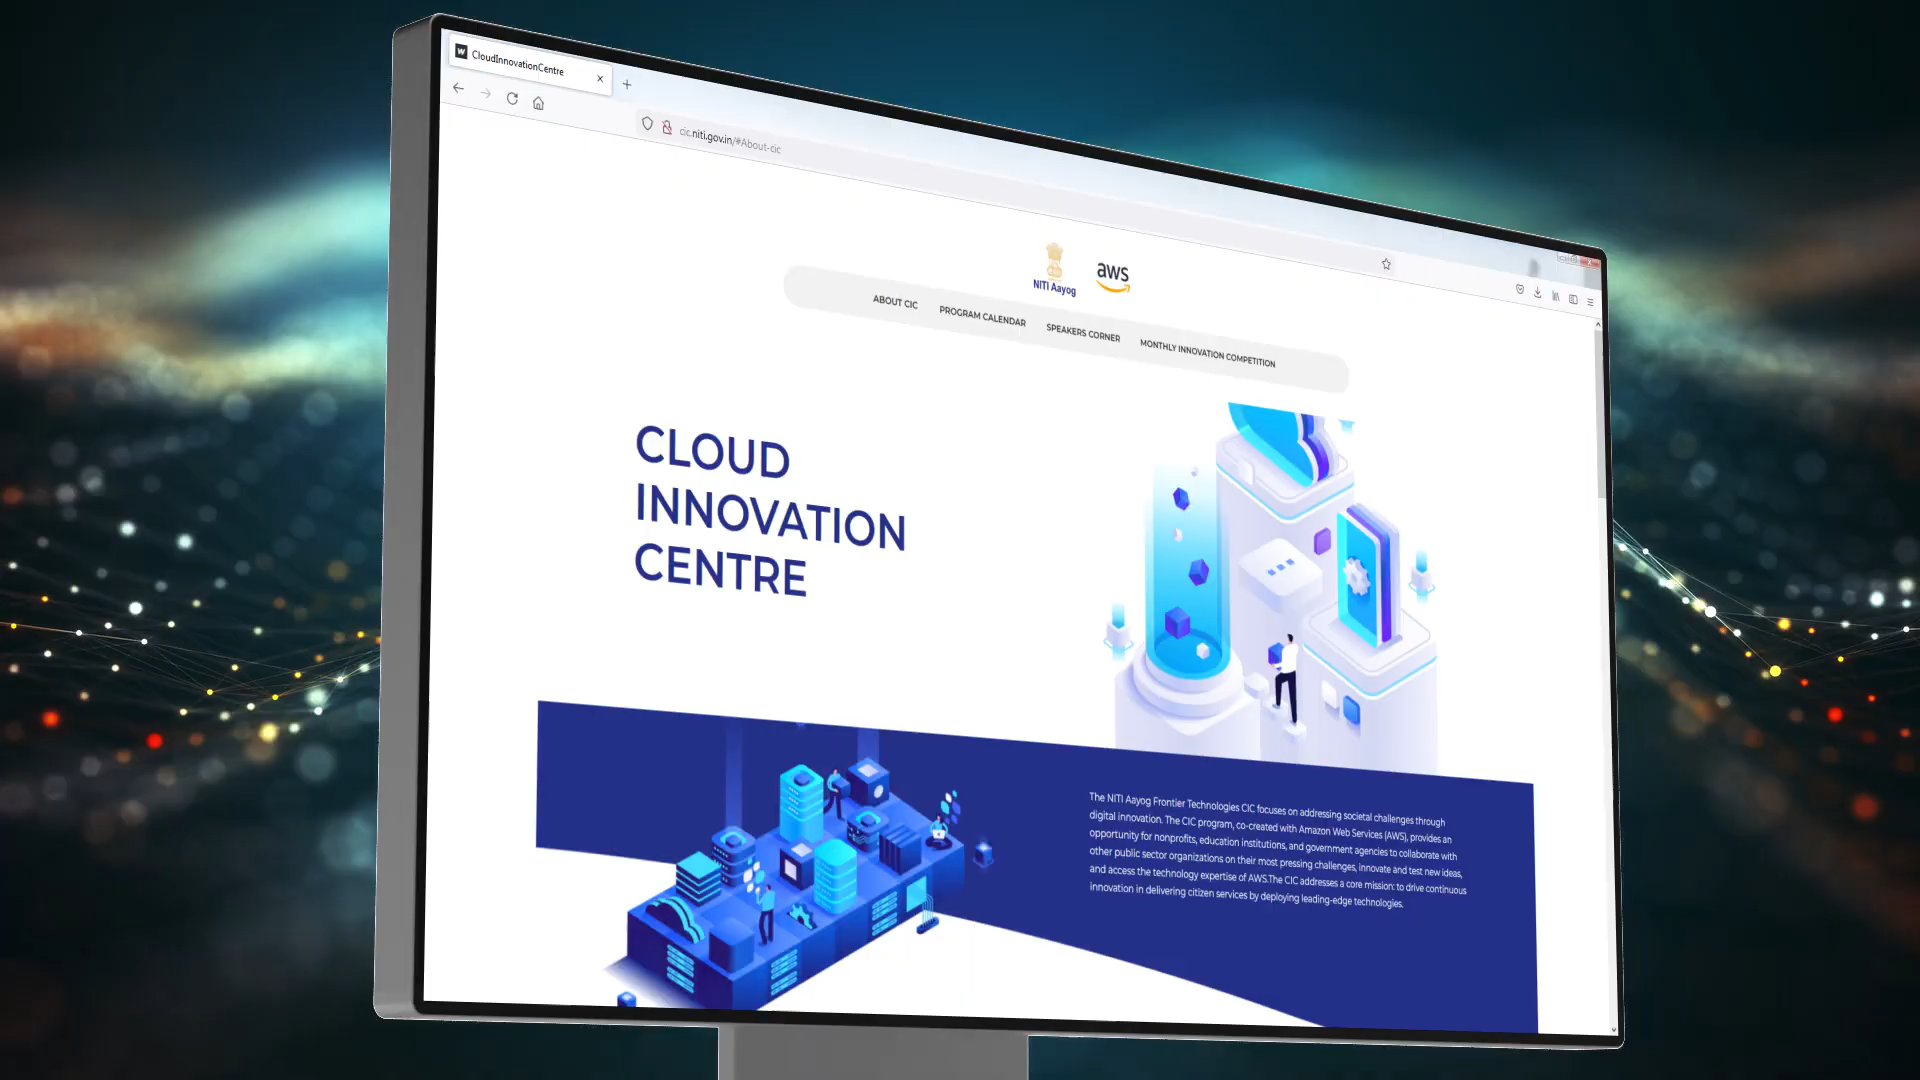 CloudInnovationCentre
cic.niti.gov.in/#About-cic
NITI Aayog
aws
ABOUT CIC
PROGRAM CALENDAR
SPEAKERS CORNER
MONTHLY INNOVATION COMPETITION
CLOUD
INNOVATION
CENTRE
The NITI Aayog Frontier Technologies CIC focuses on addressing societal challenges through
digital innovation. The CIC program, co-created with Amazon Web Services (AWS), provides an
opportunity for nonprofits, education institutions, and government agencies to collaborate with
other public sector organizations on their most pressing challenges, innovate and test new ideas,
and access the technology expertise of AWS.The CIC addresses a core mission: to drive continuous
innovation in delivering citizen services by deploying leading-edge technologies.